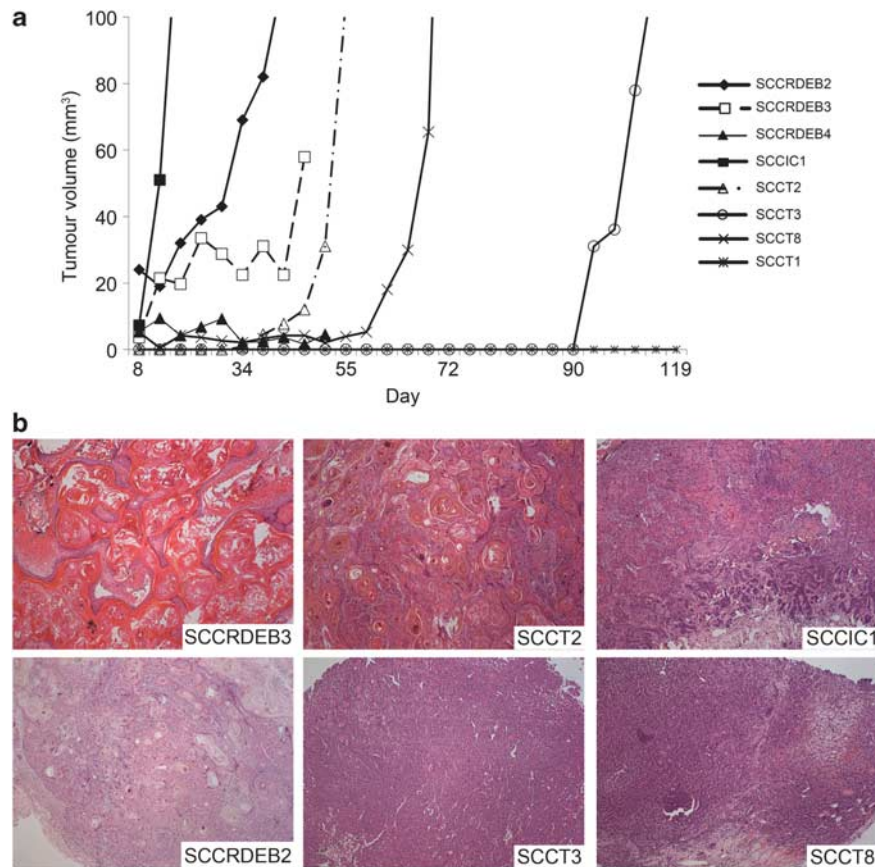 a
100
80
60
40
20
0
Tumour volume (mm³)
8 34 55 72 90 119
Day
SCCRDEB2
SCCRDEB3
SCCRDEB4
SCCIC1
SCCT2
SCCT3
SCCT8
SCCT1
b
SCCRDEB3 SCCT2 SCCIC1
SCCRDEB2 SCCT3 SCCT8